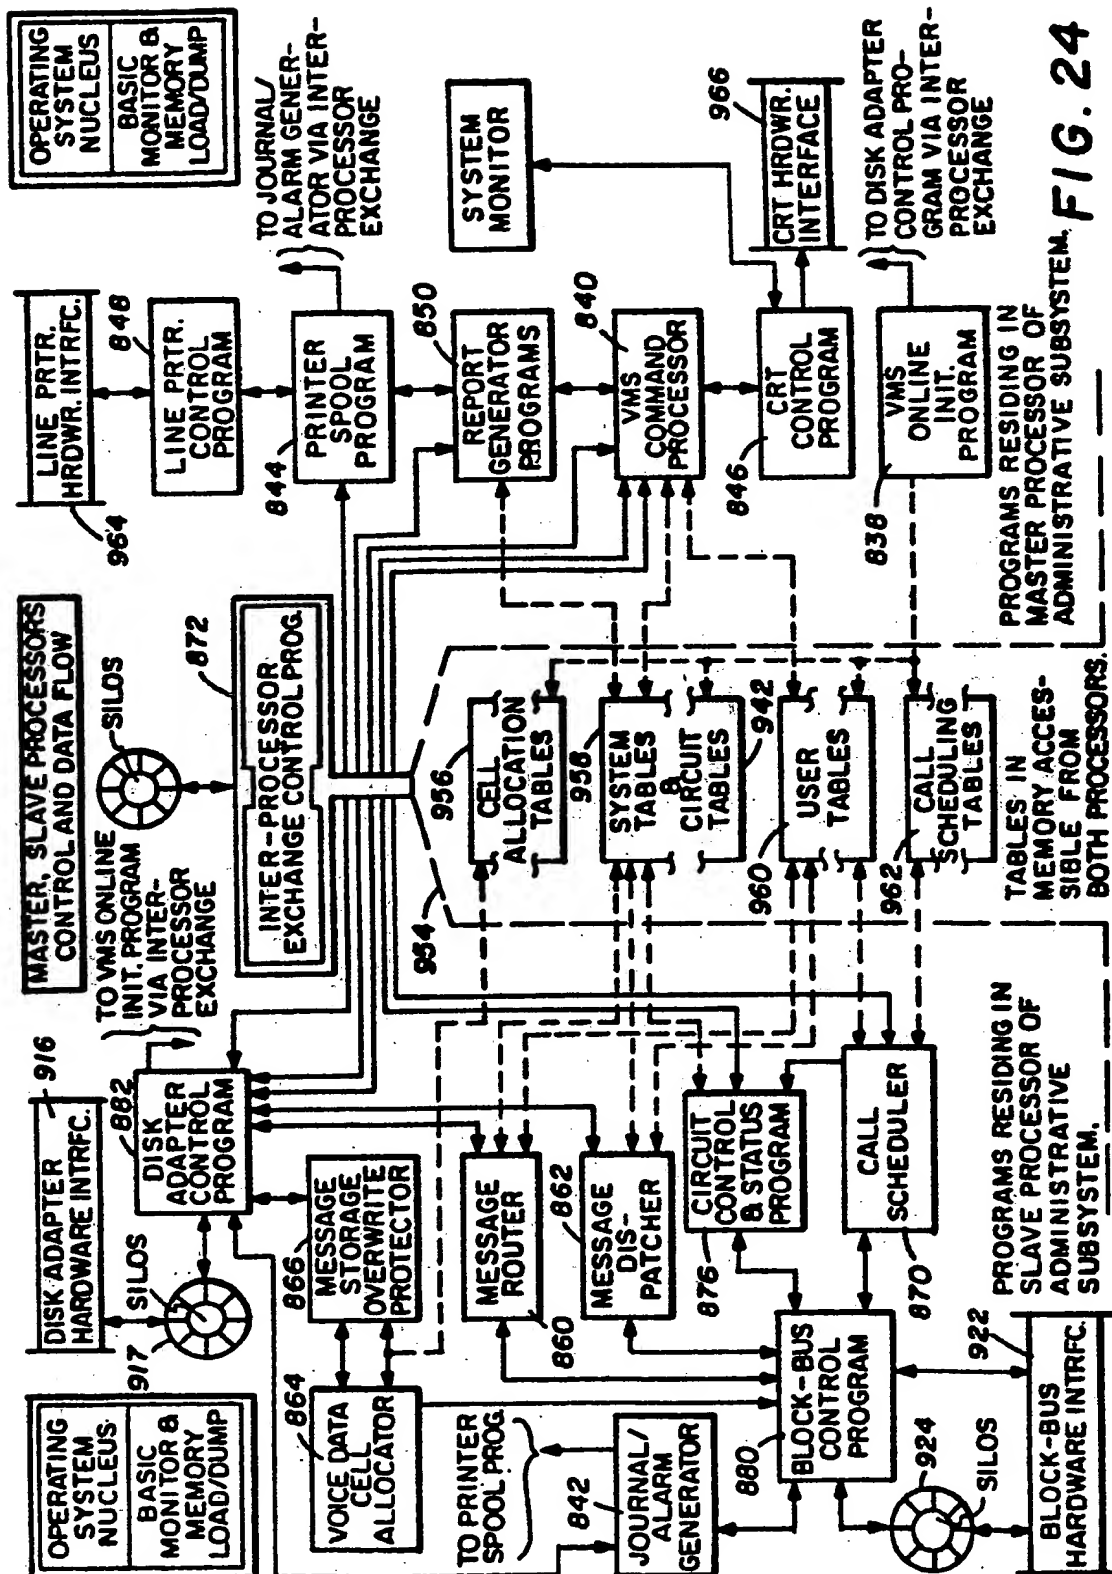 OPERATING
SYSTEM
NUCLEUS
BASIC
MONITOR &
MEMORY
LOAD/DUMP
917
SILOS
DISK ADAPTER
HARDWARE INTRFC.
916
882
DISK
ADAPTER
CONTROL
PROGRAM
TO VMS ONLINE
INIT. PROGRAM
VIA INTER-
PROCESSOR
EXCHANGE
MASTER, SLAVE PROCESSORS
CONTROL AND DATA FLOW
SILOS
872
INTER-PROCESSOR
EXCHANGE CONTROL PROG.
964
LINE PRTR.
HRDWR. INTRFC.
848
LINE PRTR.
CONTROL
PROGRAM
844
PRINTER
SPOOL
PROGRAM
TO JOURNAL/
ALARM GENER-
ATOR VIA INTER-
PROCESSOR
EXCHANGE
OPERATING
SYSTEM
NUCLEUS
BASIC
MONITOR &
MEMORY
LOAD/DUMP
864
VOICE DATA
CELL
ALLOCATOR
866
MESSAGE
STORAGE
OVERWRITE
PROTECTOR
MESSAGE
ROUTER
860
862
MESSAGE
DIS-
PATCHER
954
956
CELL
ALLOCATION
TABLES
958
SYSTEM
TABLES
&
CIRCUIT
TABLES
942
850
REPORT
GENERATOR
PROGRAMS
840
VMS
COMMAND
PROCESSOR
SYSTEM
MONITOR
TO PRINTER
SPOOL PROG.
842
JOURNAL/
ALARM
GENERATOR
880
BLOCK-BUS
CONTROL
PROGRAM
876
CIRCUIT
CONTROL
& STATUS
PROGRAM
CALL
SCHEDULER
870
960
USER
TABLES
962
CALL
SCHEDULING
TABLES
846
CRT
CONTROL
PROGRAM
966
CRT HRDWR.
INTERFACE
838
VMS
ONLINE
INIT.
PROGRAM
TO DISK ADAPTER
CONTROL PRO-
GRAM VIA INTER-
PROCESSOR
EXCHANGE
924
SILOS
922
BLOCK-BUS
HARDWARE INTRFC.
PROGRAMS RESIDING IN
SLAVE PROCESSOR OF
ADMINISTRATIVE
SUBSYSTEM.
TABLES IN
MEMORY ACCES-
SIBLE FROM
BOTH PROCESSORS.
PROGRAMS RESIDING IN
MASTER PROCESSOR OF
ADMINISTRATIVE SUBSYSTEM.
FIG. 24